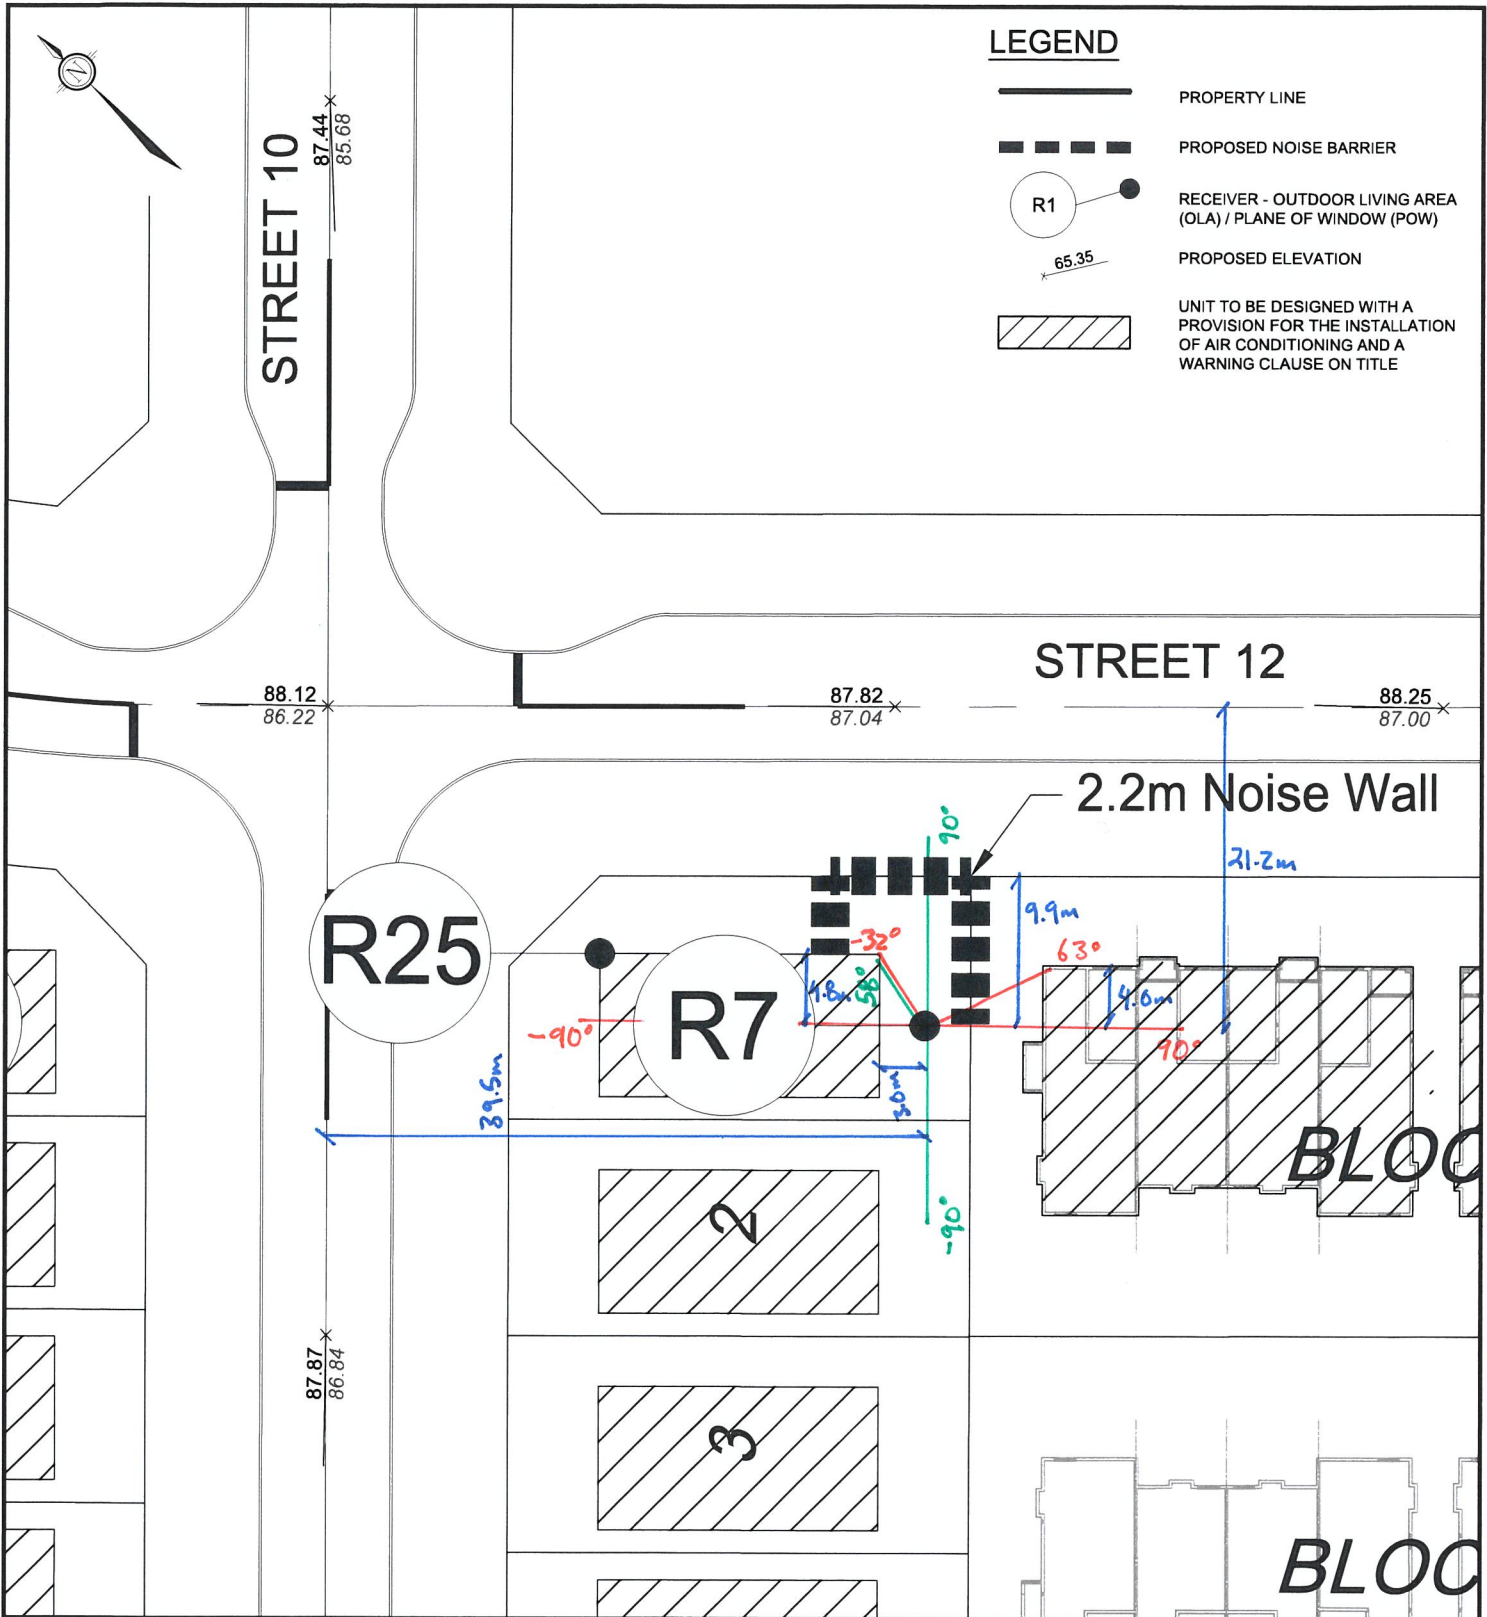 LEGEND
PROPERTY LINE
PROPOSED NOISE BARRIER
R1
RECEIVER - OUTDOOR LIVING AREA
(OLA) / PLANE OF WINDOW (POW)
65.35
PROPOSED ELEVATION
UNIT TO BE DESIGNED WITH A
PROVISION FOR THE INSTALLATION
OF AIR CONDITIONING AND A
WARNING CLAUSE ON TITLE
N
STREET 10
87.44
85.68
STREET 12
88.12
86.22
87.82
87.04
88.25
87.00
2.2m Noise Wall
90°
21.2m
9.9m
R25
-32°
63°
4.8m
58°
4.0m
R7
-90°
90°
39.5m
3.0m
BLOC
2
-90°
87.87
86.84
3
BLOC